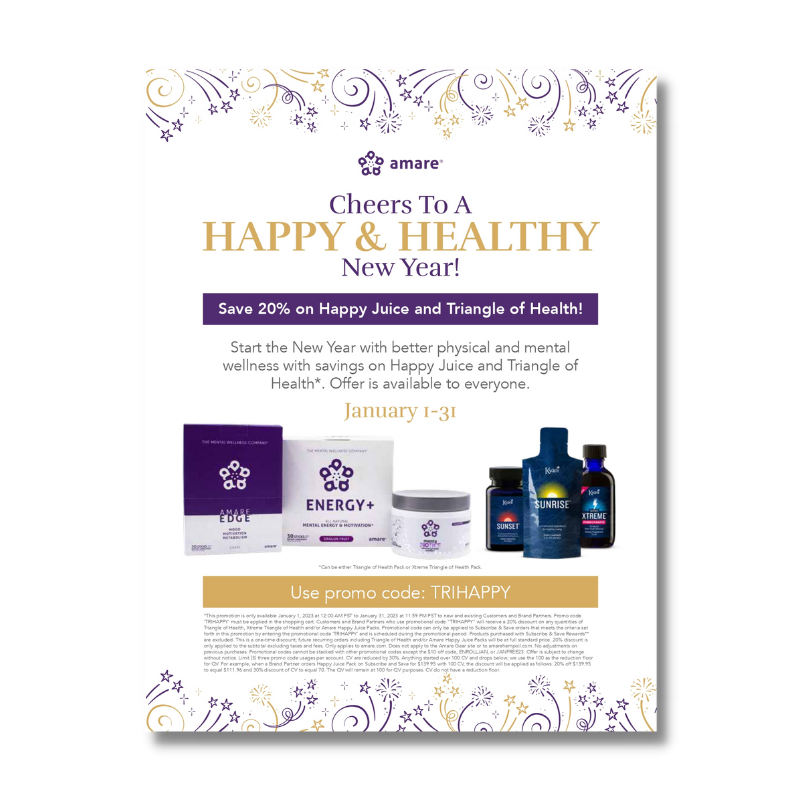 amare®
Cheers To A
HAPPY & HEALTHY
New Year!
Save 20% on Happy Juice and Triangle of Health!
Start the New Year with better physical and mental
wellness with savings on Happy Juice and Triangle of
Health*. Offer is available to everyone.
January 1-31
THE MENTAL WELLNESS COMPANY®
AMARE
EDGE
MOOD
MOTIVATION
METABOLISM
amare®
THE MENTAL WELLNESS COMPANY®
ENERGY+
ALL NATURAL
MENTAL ENERGY & MOTIVATION*
DRAGON FRUIT
amare®
Kyäni
SUNSET
Kyäni
SUNRISE
XTREME
*Can be either Triangle of Health Pack or Xtreme Triangle of Health Pack
Use promo code: TRIHAPPY
*This promotion is only available January 1, 2023 at 12:00 AM PST to January 31, 2023 at 11:59 PM PST to new and existing Customers and Brand Partners. Promo code
"TRIHAPPY" must be applied in the shopping cart. Customers and Brand Partners who use promotional code "TRIHAPPY" will receive a 20% discount on any quantities of
Triangle of Health, Xtreme Triangle of Health and/or Amare Happy Juice Packs. Promotional code can only be applied to Subscribe & Save orders that meets the criteria set
forth in this promotion by entering the promotional code "TRIHAPPY" and is scheduled during the promotional period. Products purchased with Subscribe & Save Rewards™
are excluded. This is a one-time discount; future recurring orders including Triangle of Health and/or Amare Happy Juice Packs will be at full standard price. 20% discount is
only applied to the subtotal excluding taxes and shipping. Only applies to amare.com. Does not apply to the Amare Gear site or to amarehempoil.com. No adjustments on
previous purchases. Promotional codes cannot be stacked with other promotional codes except the $10 off code, ENROLLJAN, or JANFREE23. Offer is subject to change
without notice. Limit (3) three promo code usages per account. CV are reduced by 30%. Anything started over 100 CV and goes below, we use the 100 as the reduction floor
for QV. For example, when a Brand Partner orders Happy Juice Pack on Subscribe and Save for $139.95 with 100 CV, the discount will be applied as follows: 20% off $139.95
to equal $111.96 and 30% discount of CV to equal 70. The QV will remain at 100 for QV purposes. CV do not have a reduction floor.